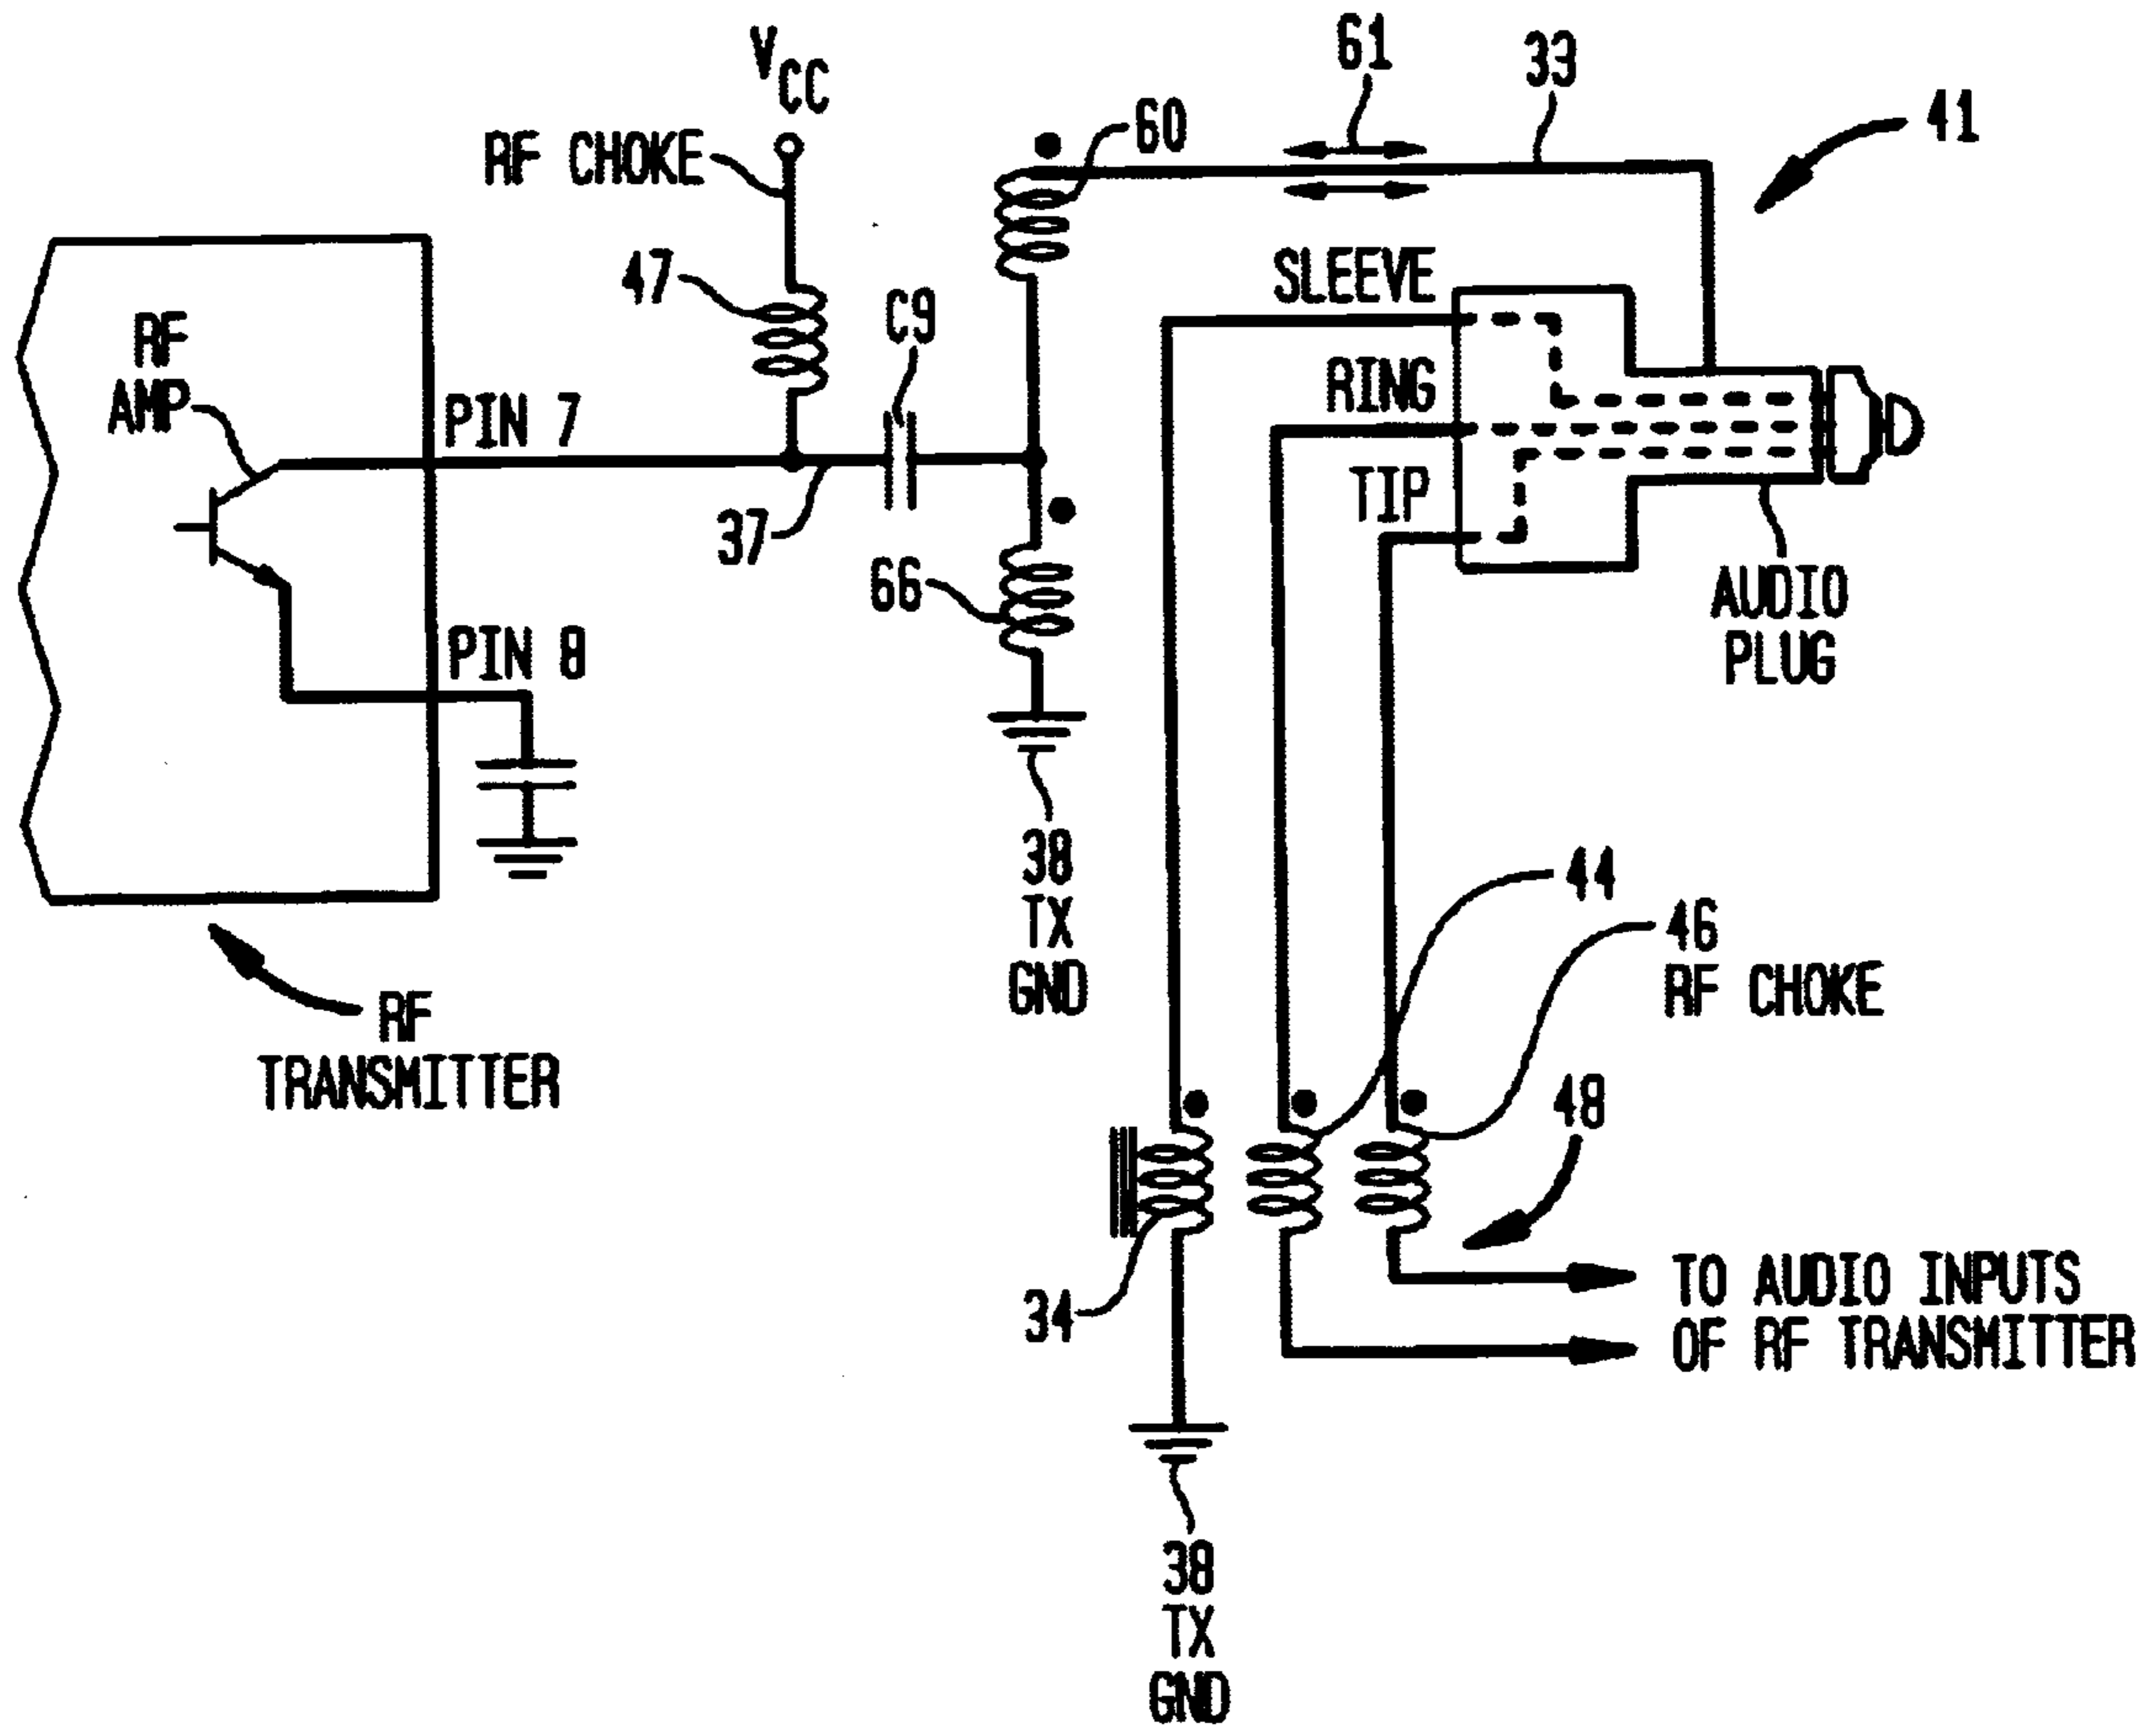 VCC
RF CHOKE
47
C9
60
61
33
41
RF
AMP
PIN 7
37
66
PIN 8
SLEEVE
RING
TIP
AUDIO
PLUG
38
TX
GND
RF
TRANSMITTER
44
46
RF CHOKE
48
34
TO AUDIO INPUTS
OF RF TRANSMITTER
38
TX
GND